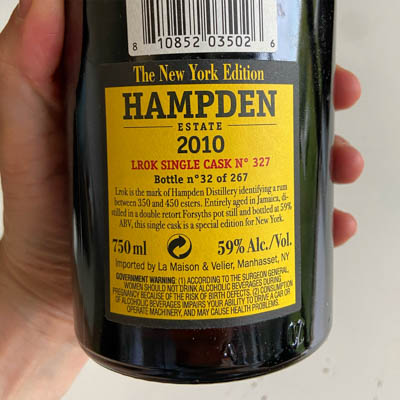 8 10852 03502 6
The New York Edition
HAMPDEN
ESTATE
2010
LROK SINGLE CASK N° 327
Bottle n°32 of 267
Lrok is the mark of Hampden Distillery identifying a rum
between 350 and 450 esters. Entirely aged in Jamaica, di-
stilled in a double retort Forsyths pot still and bottled at 59%
ABV, this single cask is a special edition for New York.
750 ml 59% Alc./Vol.
Imported by La Maison & Velier, Manhasset, NY
GOVERNMENT WARNING: (1) ACCORDING TO THE SURGEON GENERAL,
WOMEN SHOULD NOT DRINK ALCOHOLIC BEVERAGES DURING
PREGNANCY BECAUSE OF THE RISK OF BIRTH DEFECTS. (2) CONSUMPTION
OF ALCOHOLIC BEVERAGES IMPAIRS YOUR ABILITY TO DRIVE A CAR OR
OPERATE MACHINERY, AND MAY CAUSE HEALTH PROBLEMS.